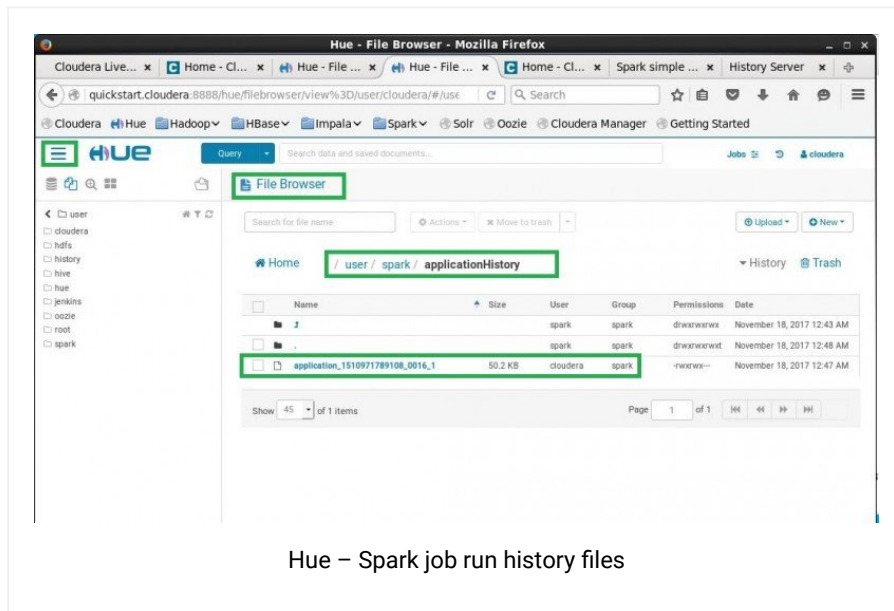 Hue - File Browser - Mozilla Firefox
Cloudera Live... x Home - Cl... x Hue - File ... x Hue - File ... x Home - Cl... x Spark simple ... x History Server x
quickstart.cloudera:8888/hue/filebrowser/view%3D/user/cloudera/#/use Search
Cloudera Hue Hadoop HBase Impala Spark Solr Oozie Cloudera Manager Getting Started
HUE Query Search data and saved documents... Jobs cloudera
File Browser
user
cloudera
hdfs
history
hive
hue
jenkins
oozie
root
spark
Search for file name Actions Move to trash Upload New
Home / user / spark / applicationHistory History Trash
Name Size User Group Permissions Date
spark spark drwxrwxrwx November 18, 2017 12:43 AM
. spark spark drwxrwxrwxt November 18, 2017 12:48 AM
application_1510971789108_0016_1 50.2 KB cloudera spark -rwxrwx--- November 18, 2017 12:47 AM
Show 45 of 1 items Page 1 of 1
Hue – Spark job run history files